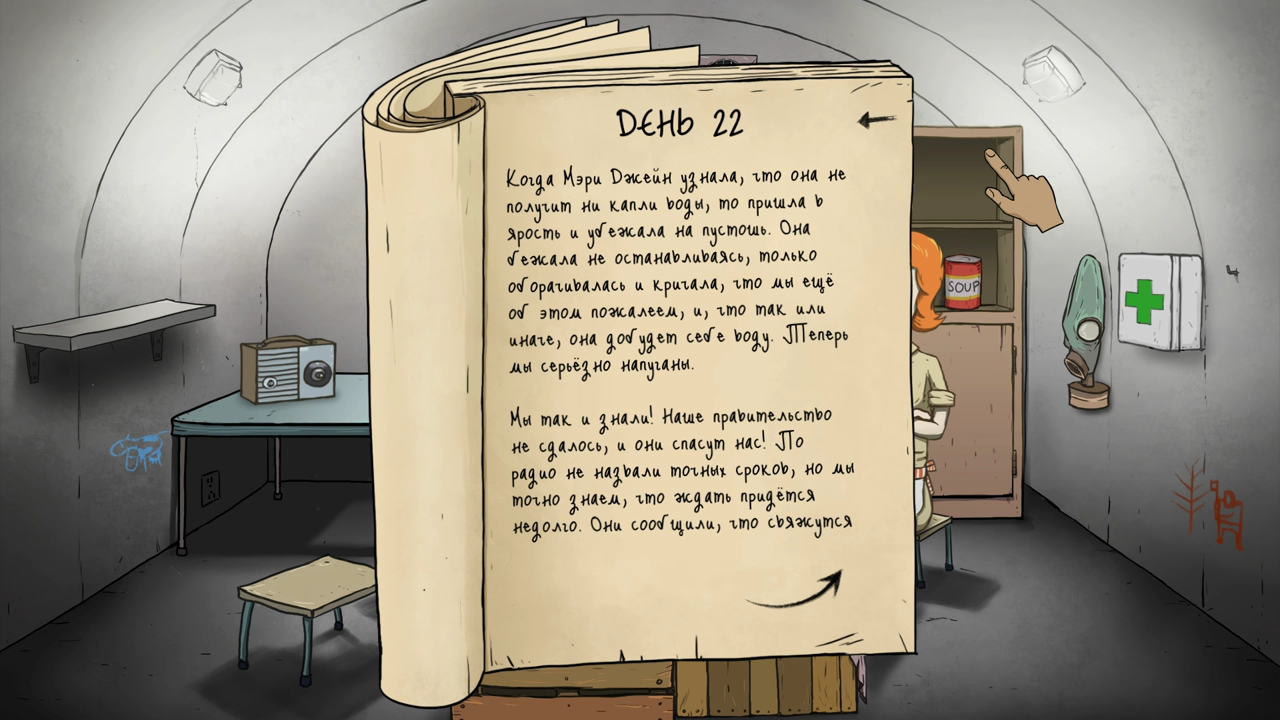 День 22
Когда Мэри Джейн узнала, что она не
получит ни капли воды, то пришла в
ярость и убежала на пустошь. Она
бежала не останавливаясь, только
оборачивалась и кричала, что мы ещё
об этом пожалеем, и, что так или
иначе, она добудет себе воду. Теперь
мы серьёзно напуганы.
Мы так и знали! Наше правительство
не сдалось, и они спасут нас! По
радио не назвали точных сроков, но мы
точно знаем, что ждать придётся
недолго. Они сообщили, что свяжутся
SOUP